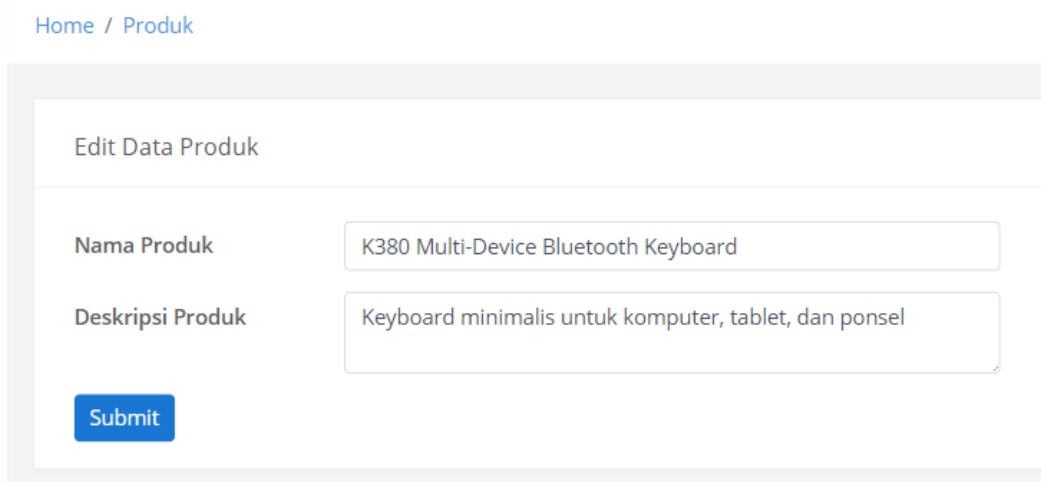 Home / Produk
Edit Data Produk
Nama Produk
K380 Multi-Device Bluetooth Keyboard
Deskripsi Produk
Keyboard minimalis untuk komputer, tablet, dan ponsel
Submit